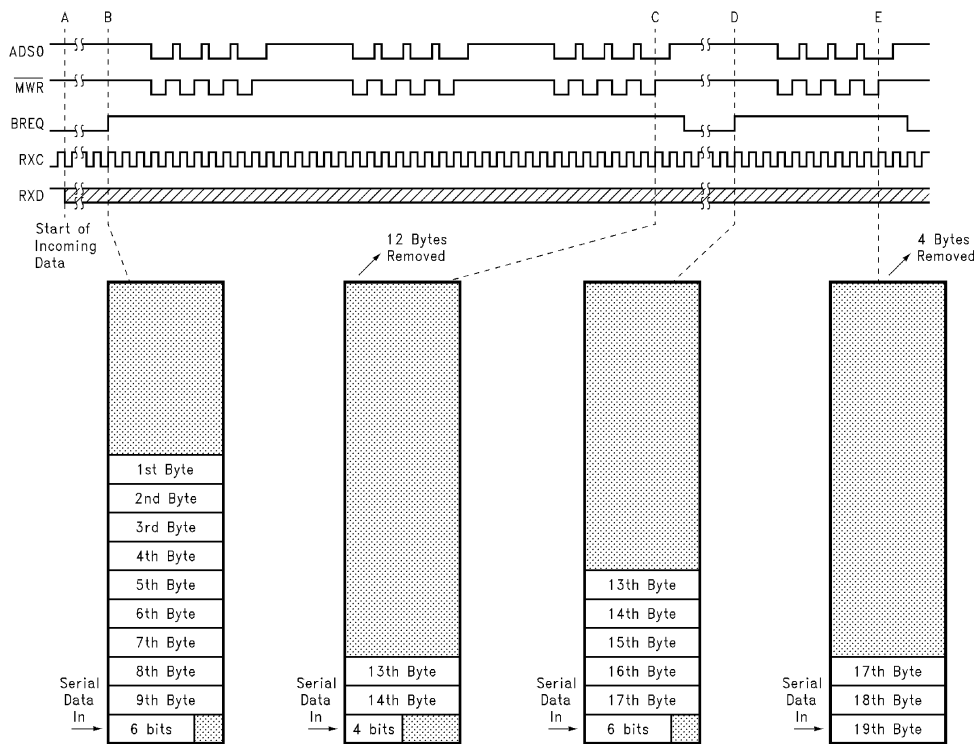 A B C D E
ADS0
MWR
BREQ
RXC
RXD
Start of
Incoming
Data
12 Bytes
Removed
4 Bytes
Removed
1st Byte
2nd Byte
3rd Byte
4th Byte
5th Byte
6th Byte
7th Byte
8th Byte
9th Byte
6 bits
Serial
Data
In
13th Byte
14th Byte
4 bits
Serial
Data
In
13th Byte
14th Byte
15th Byte
16th Byte
17th Byte
6 bits
Serial
Data
In
17th Byte
18th Byte
19th Byte
Serial
Data
In